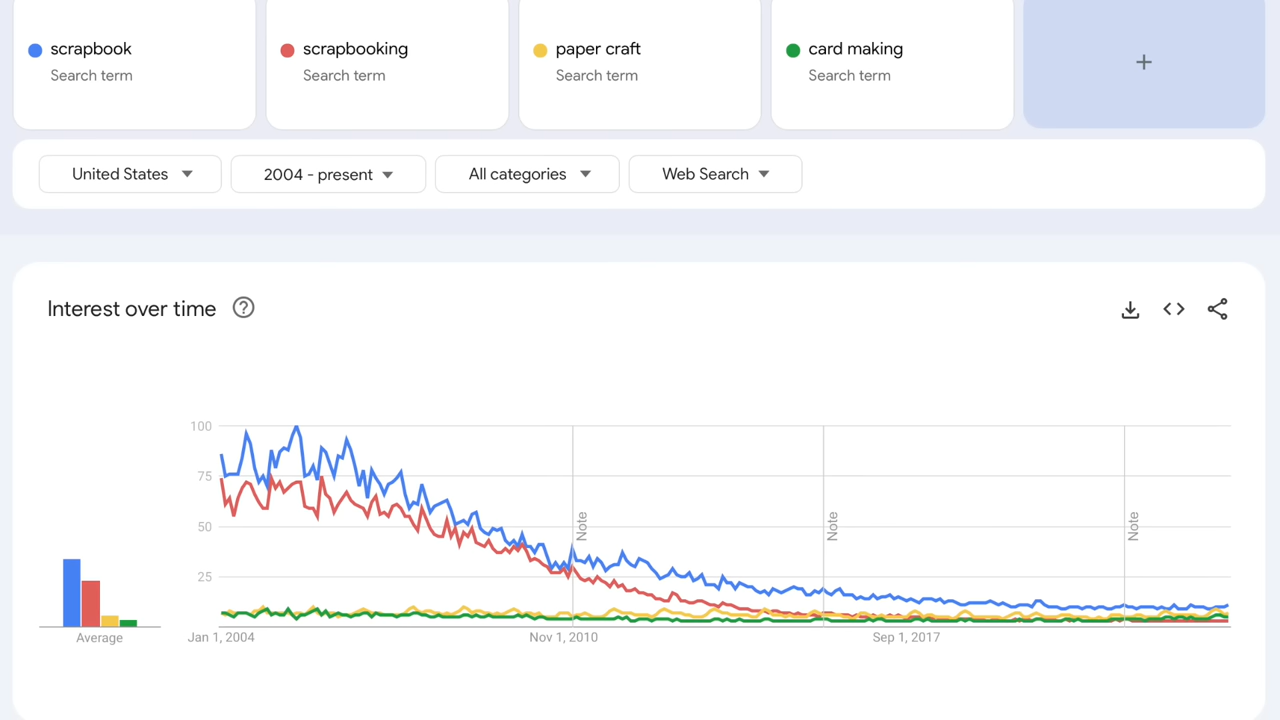 scrapbook
Search term
scrapbooking
Search term
paper craft
Search term
card making
Search term
+
United States
2004 - present
All categories
Web Search
Interest over time
?
100
75
50
25
Note
Note
Note
Average
Jan 1, 2004
Nov 1, 2010
Sep 1, 2017